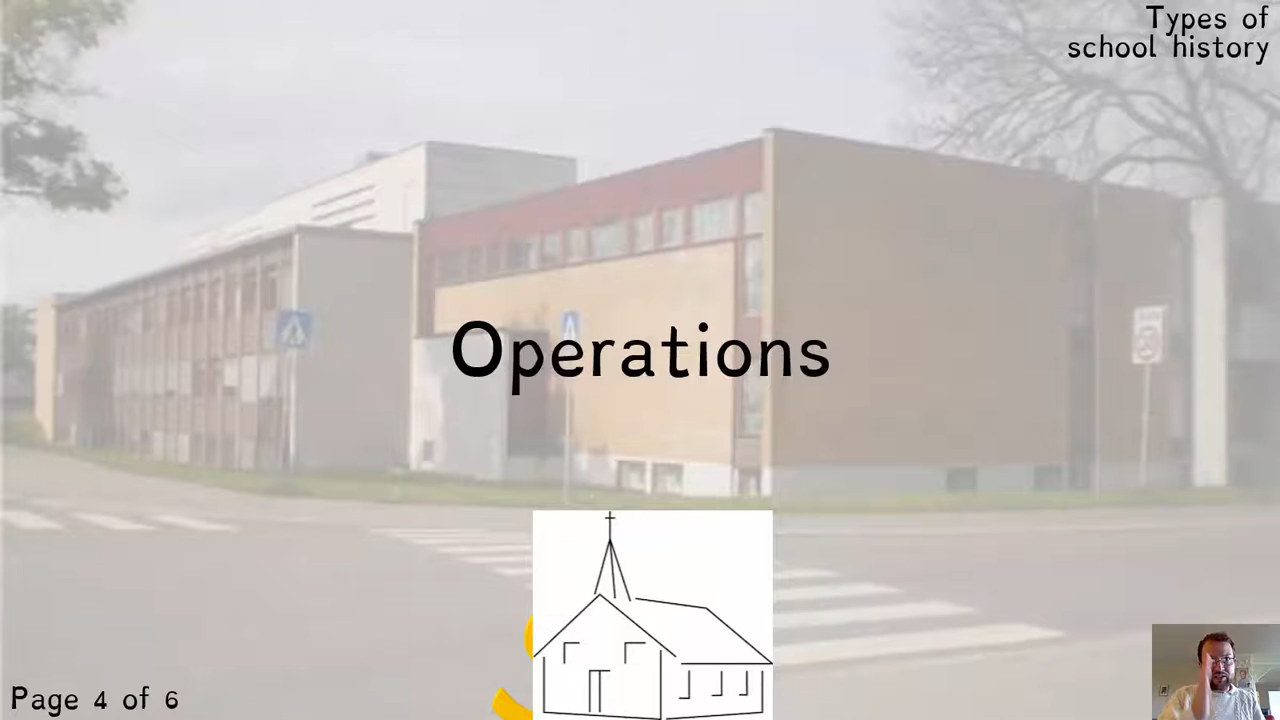 Types of
school history
Operations
Page 4 of 6